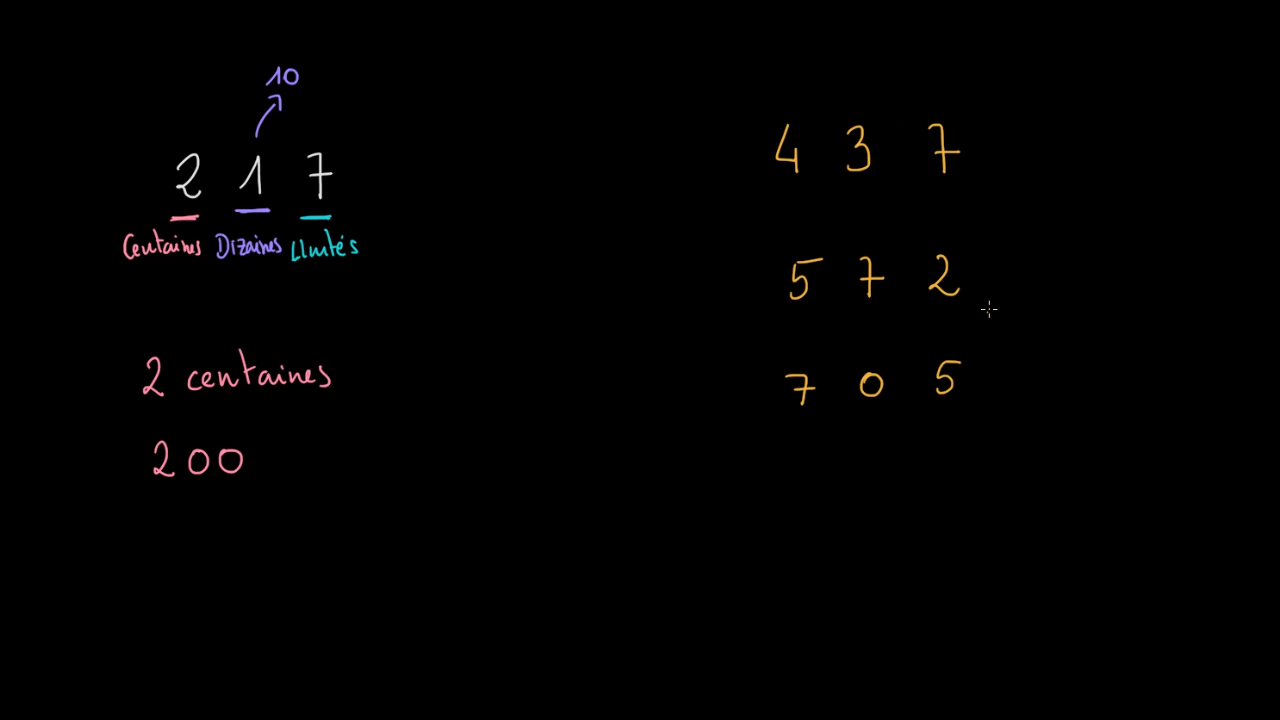 10
2 1 7
Centaines Dizaines Unités
2 centaines
200
4 3 7
5 7 2
7 0 5